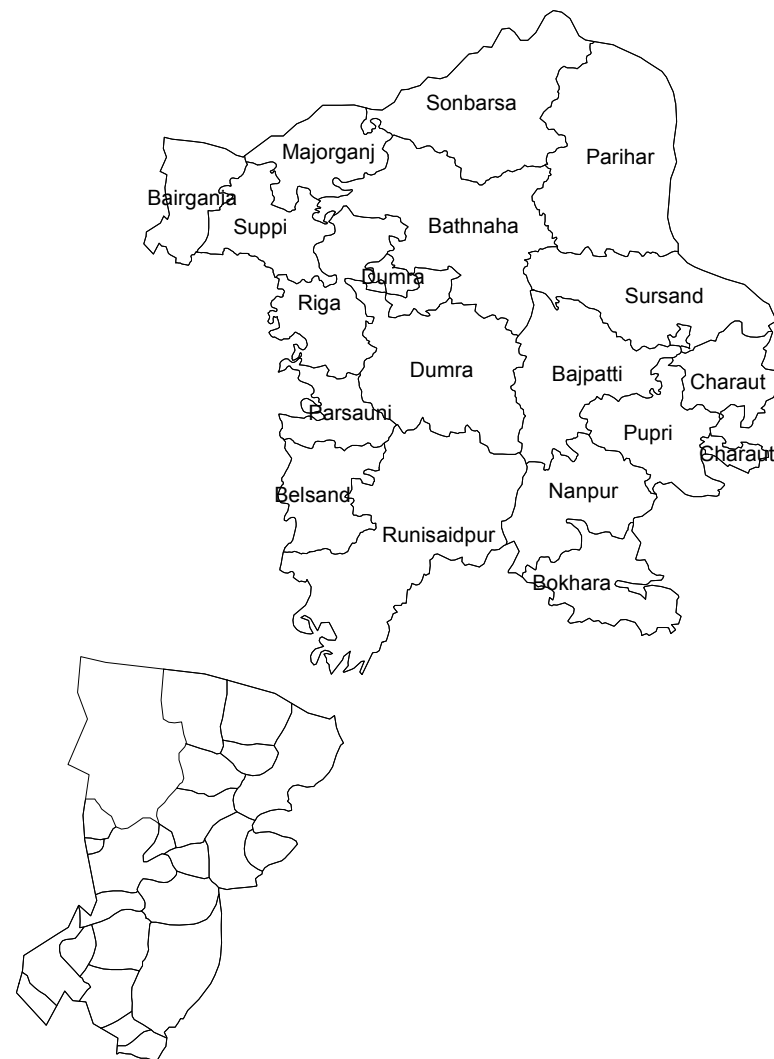 Sonbarsa
Majorganj
Parihar
Bairgania
Suppi
Bathnaha
Dumra
Riga
Sursand
Dumra
Bajpatti
Charaut
Parsauni
Pupri
Charaut
Belsand
Nanpur
Runisaidpur
Bokhara